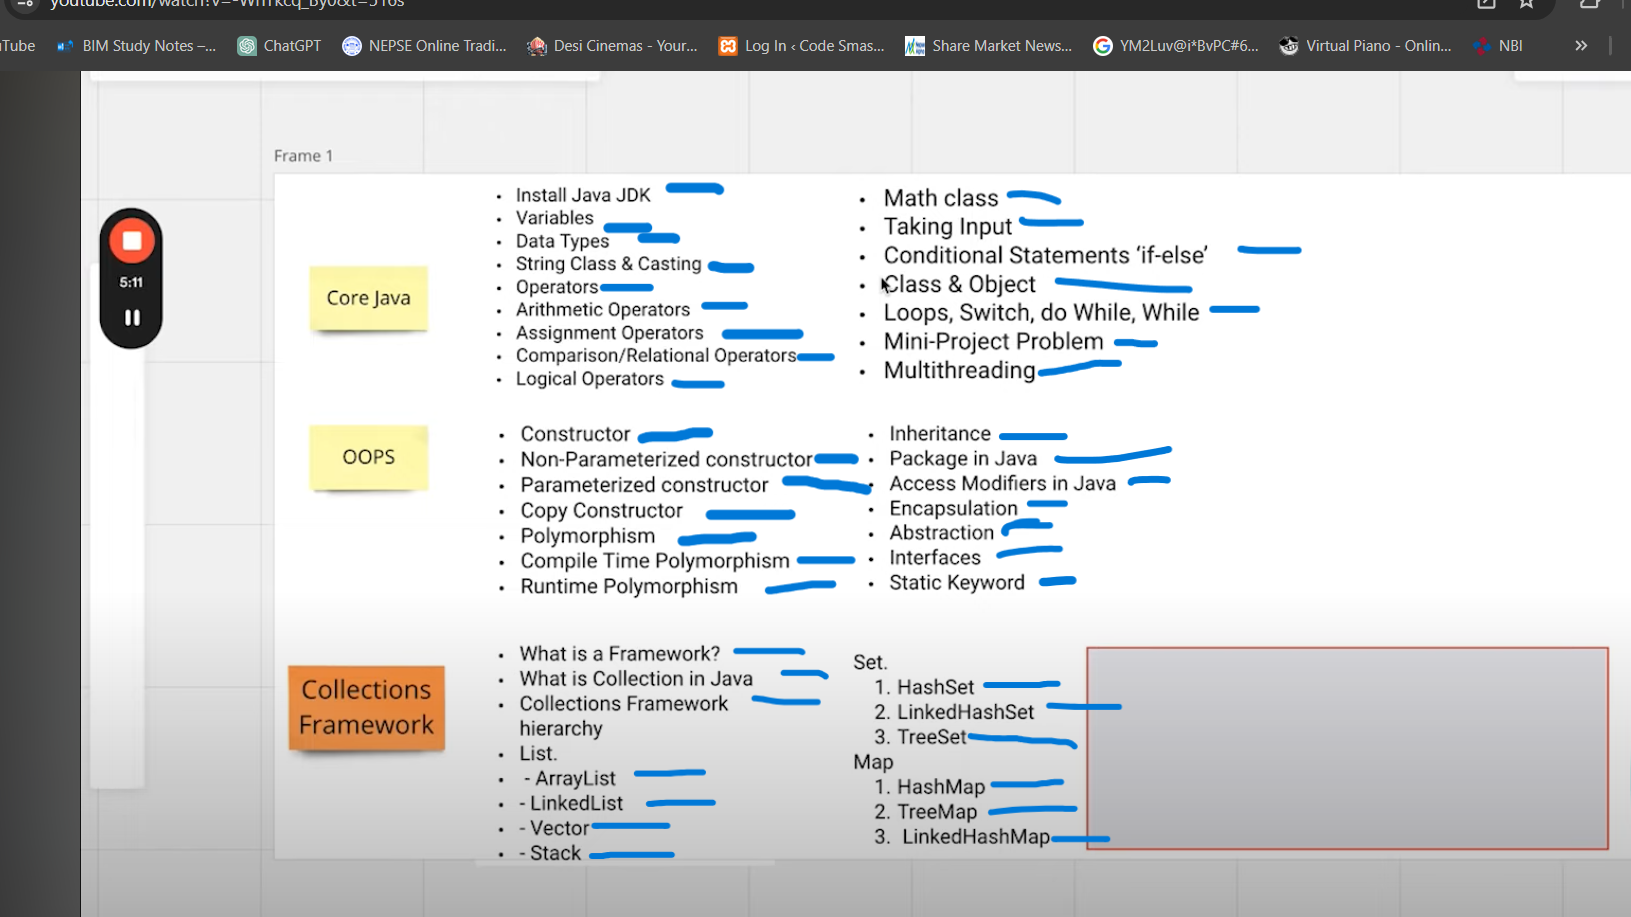 uTube
BIM Study Notes –...
ChatGPT
NEPSE Online Tradi...
Desi Cinemas - Your...
Log In ‹ Code Smas...
Share Market News...
YM2Luv@i*BvPC#6...
Virtual Piano - Onlin...
NBI
Frame 1
5:11
Core Java
• Install Java JDK
• Variables
• Data Types
• String Class & Casting
• Operators
• Arithmetic Operators
• Assignment Operators
• Comparison/Relational Operators
• Logical Operators
• Math class
• Taking Input
• Conditional Statements ‘if-else’
• Class & Object
• Loops, Switch, do While, While
• Mini-Project Problem
• Multithreading
OOPS
• Constructor
• Non-Parameterized constructor
• Parameterized constructor
• Copy Constructor
• Polymorphism
• Compile Time Polymorphism
• Runtime Polymorphism
• Inheritance
• Package in Java
• Access Modifiers in Java
• Encapsulation
• Abstraction
• Interfaces
• Static Keyword
Collections
Framework
• What is a Framework?
• What is Collection in Java
• Collections Framework
hierarchy
• List.
• - ArrayList
• - LinkedList
• - Vector
• - Stack
Set.
1. HashSet
2. LinkedHashSet
3. TreeSet
Map
1. HashMap
2. TreeMap
3. LinkedHashMap